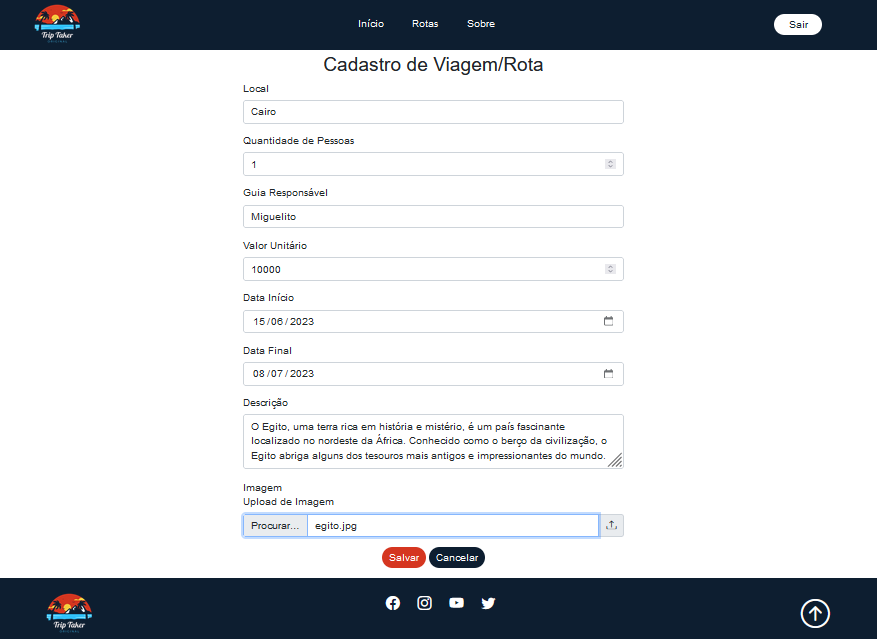 Trip Taker
Início Rotas Sobre
Sair
Cadastro de Viagem/Rota
Local
Cairo
Quantidade de Pessoas
1
Guia Responsável
Miguelito
Valor Unitário
10000
Data Início
15/06/2023
Data Final
08/07/2023
Descrição
O Egito, uma terra rica em história e mistério, é um país fascinante
localizado no nordeste da África. Conhecido como o berço da civilização, o
Egito abriga alguns dos tesouros mais antigos e impressionantes do mundo.
Imagem
Upload de Imagem
Procurar... egito.jpg
Salvar Cancelar
Trip Taker